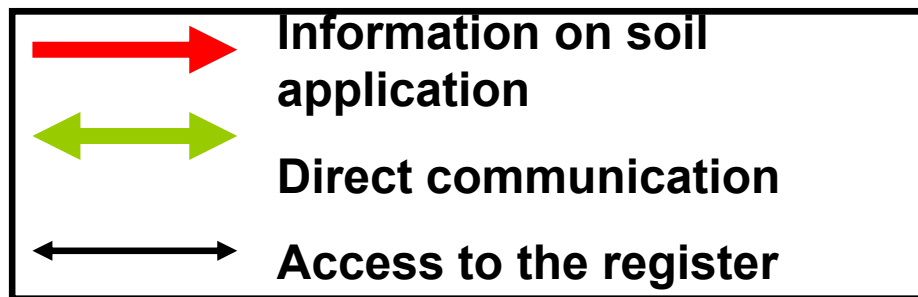 Information on soil
application
Direct communication
Access to the register